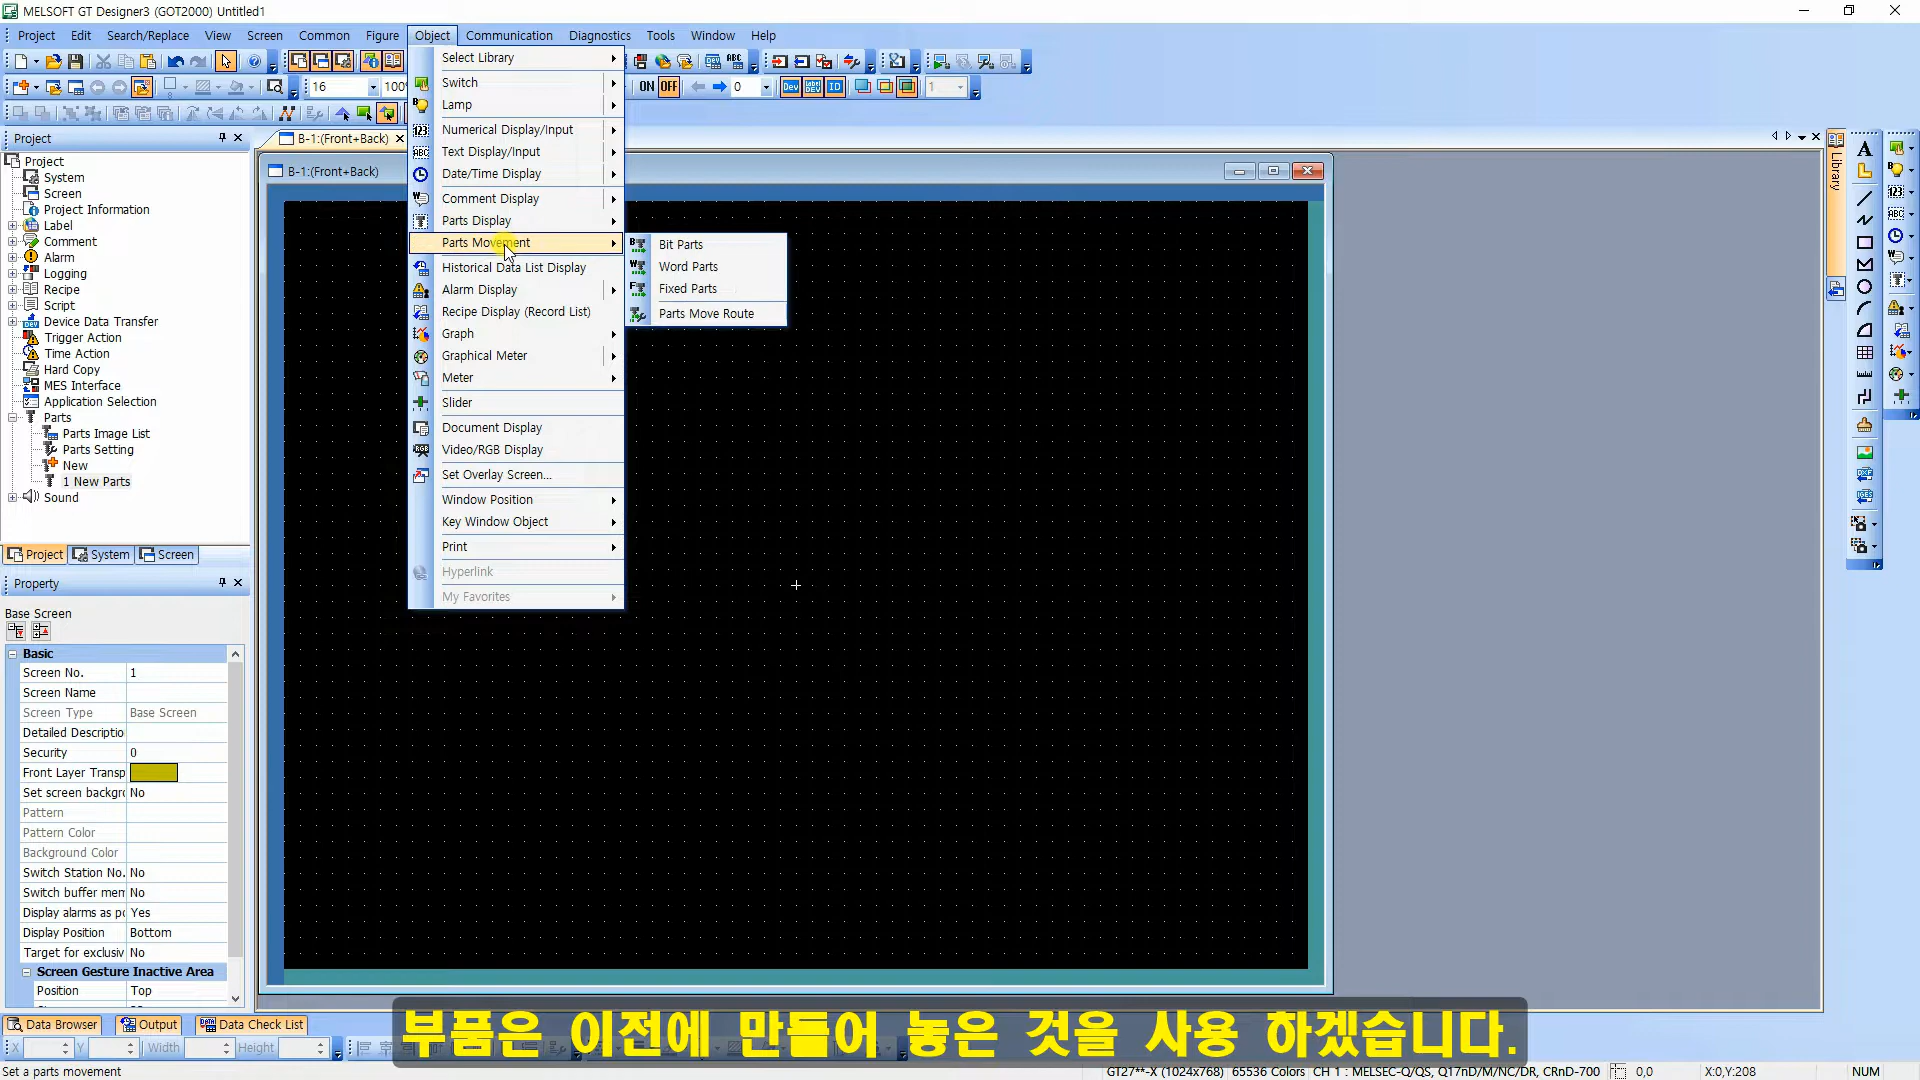 MELSOFT GT Designer3 (GOT2000) Untitled1
Project Edit Search/Replace View Screen Common Figure Object Communication Diagnostics Tools Window Help
16 100% ON OFF 0 Dev ID 1
Project
B-1:(Front+Back)
B-1:(Front+Back)
Library
Project
System
Screen
Project Information
Label
Comment
Alarm
Logging
Recipe
Script
Device Data Transfer
Trigger Action
Time Action
Hard Copy
MES Interface
Application Selection
Parts
Parts Image List
Parts Setting
New
1 New Parts
Sound
Project System Screen
Select Library
Switch
Lamp
Numerical Display/Input
Text Display/Input
Date/Time Display
Comment Display
Parts Display
Parts Movement
Historical Data List Display
Alarm Display
Recipe Display (Record List)
Graph
Graphical Meter
Meter
Slider
Document Display
Video/RGB Display
Set Overlay Screen...
Window Position
Key Window Object
Print
Hyperlink
My Favorites
Bit Parts
Word Parts
Fixed Parts
Parts Move Route
Property
Base Screen
Basic
Screen No. 1
Screen Name
Screen Type Base Screen
Detailed Descriptio
Security 0
Front Layer Transp
Set screen backgr No
Pattern
Pattern Color
Background Color
Switch Station No. No
Switch buffer mem No
Display alarms as po Yes
Display Position Bottom
Target for exclusiv No
Screen Gesture Inactive Area
Position Top
Data Browser Output Data Check List
X Y Width Height
부품은 이전에 만들어 놓은 것을 사용 하겠습니다.
Set a parts movement
GT27**-X (1024x768) 65536 Colors CH 1 : MELSEC-Q/QS, Q17nD/M/NC/DR, CRnD-700 0,0 X:0,Y:208 NUM